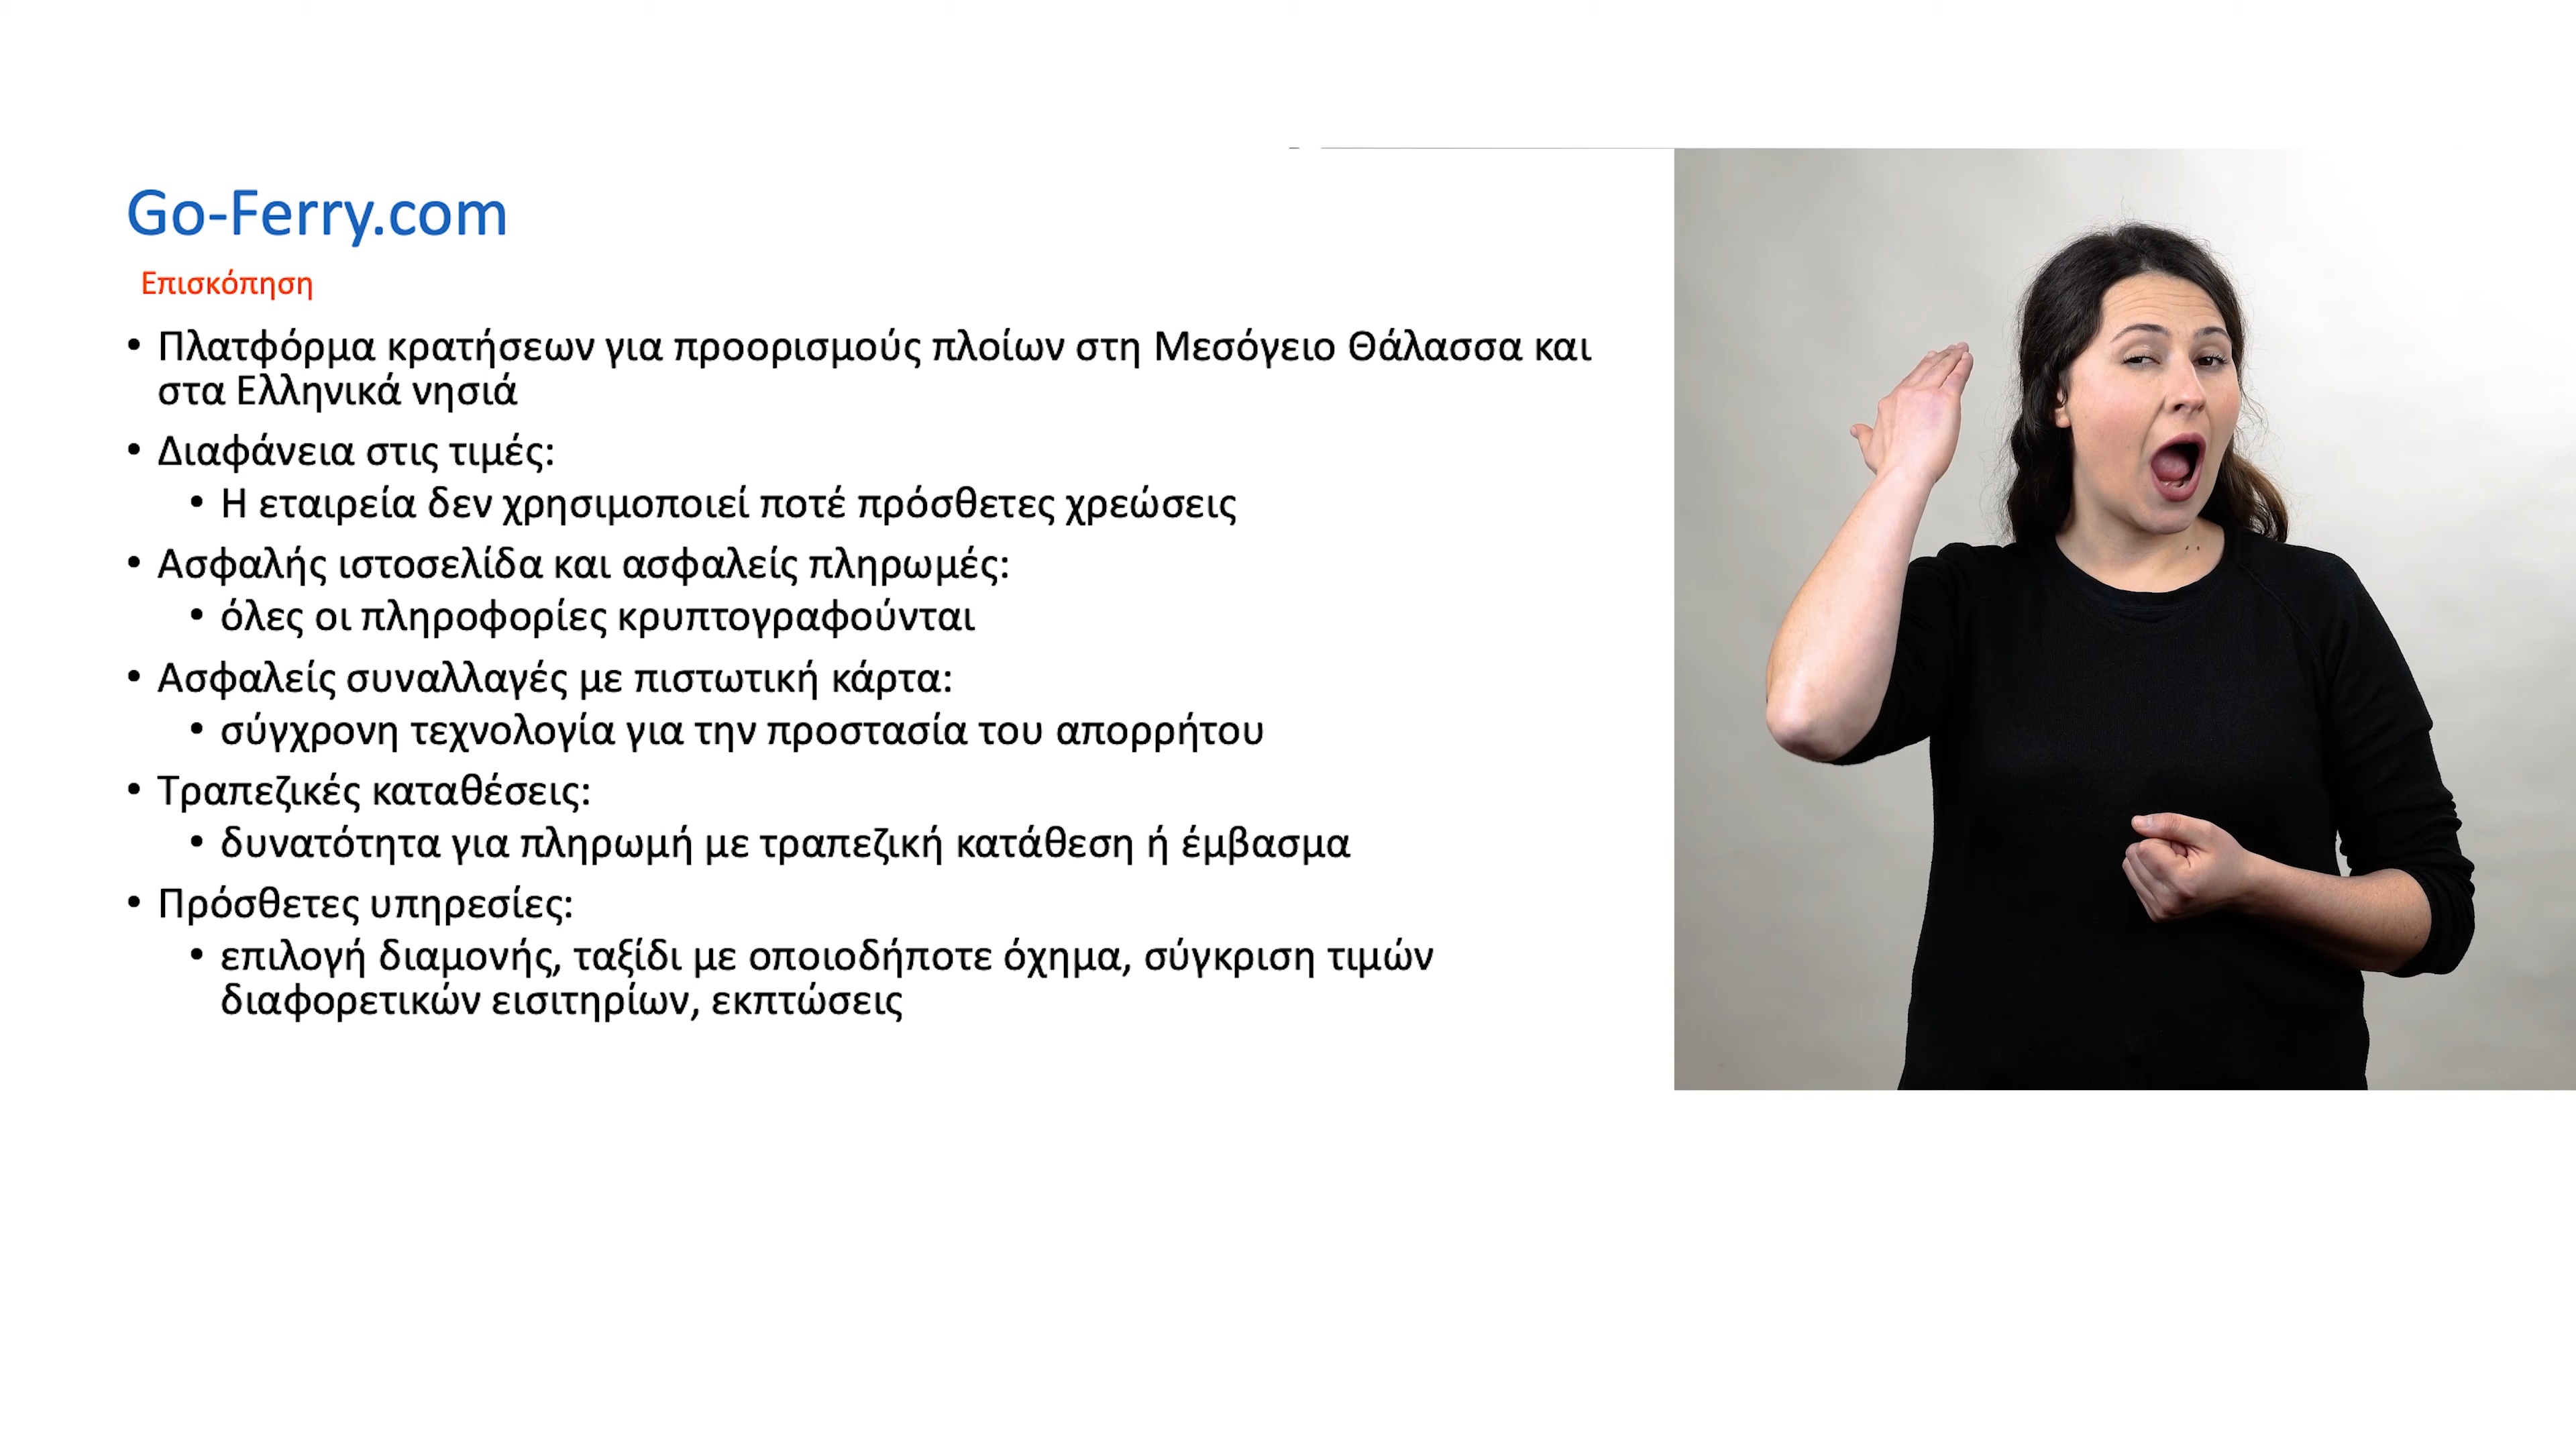 Go-Ferry.com
Επισκόπηση
• Πλατφόρμα κρατήσεων για προορισμούς πλοίων στη Μεσόγειο Θάλασσα και
στα Ελληνικά νησιά
• Διαφάνεια στις τιμές:
• Η εταιρεία δεν χρησιμοποιεί ποτέ πρόσθετες χρεώσεις
• Ασφαλής ιστοσελίδα και ασφαλείς πληρωμές:
• όλες οι πληροφορίες κρυπτογραφούνται
• Ασφαλείς συναλλαγές με πιστωτική κάρτα:
• σύγχρονη τεχνολογία για την προστασία του απορρήτου
• Τραπεζικές καταθέσεις:
• δυνατότητα για πληρωμή με τραπεζική κατάθεση ή έμβασμα
• Πρόσθετες υπηρεσίες:
• επιλογή διαμονής, ταξίδι με οποιοδήποτε όχημα, σύγκριση τιμών
διαφορετικών εισιτηρίων, εκπτώσεις